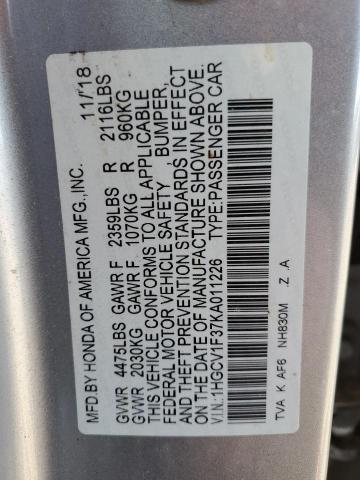 MFD.BY HONDA OF AMERICA MFG.,INC. 11/18
GVWR 4475LBS GAWR F 2359LBS R 2116LBS
GVWR 2030KG GAWR F 1070KG R 960KG
THIS VEHICLE CONFORMS TO ALL APPLICABLE
FEDERAL MOTOR VEHICLE SAFETY , BUMPER,
AND THEFT PREVENTION STANDARDS IN EFFECT
ON THE DATE OF MANUFACTURE SHOWN ABOVE.
V.I.N.:1HGCV1F37KA011226 TYPE:PASSENGER CAR
TVA K AF6 NH830M .Z .A